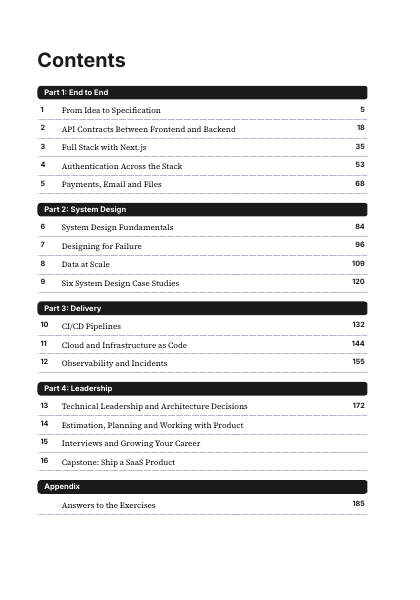 Contents
Part 1: End to End
1 From Idea to Specification 5
2 API Contracts Between Frontend and Backend 18
3 Full Stack with Next.js 35
4 Authentication Across the Stack 53
5 Payments, Email and Files 68
Part 2: System Design
6 System Design Fundamentals 84
7 Designing for Failure 96
8 Data at Scale 109
9 Six System Design Case Studies 120
Part 3: Delivery
10 CI/CD Pipelines 132
11 Cloud and Infrastructure as Code 144
12 Observability and Incidents 155
Part 4: Leadership
13 Technical Leadership and Architecture Decisions 172
14 Estimation, Planning and Working with Product
15 Interviews and Growing Your Career
16 Capstone: Ship a SaaS Product
Appendix
Answers to the Exercises 185